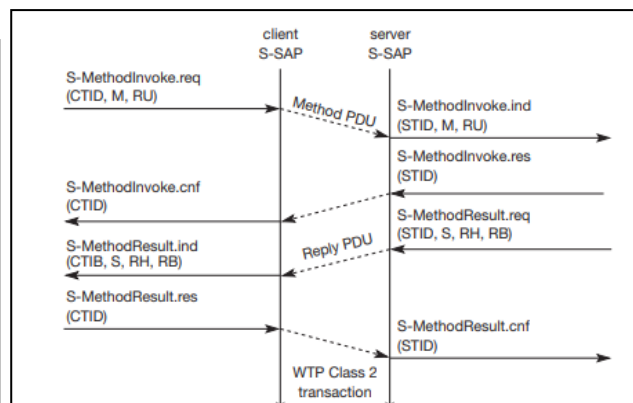 client
S-SAP
server
S-SAP
S-MethodInvoke.req
(CTID, M, RU)
Method PDU
S-MethodInvoke.ind
(STID, M, RU)
S-MethodInvoke.res
(STID)
S-MethodInvoke.cnf
(CTID)
S-MethodResult.req
(STID, S, RH, RB)
Reply PDU
S-MethodResult.ind
(CTIB, S, RH, RB)
S-MethodResult.res
(CTID)
S-MethodResult.cnf
(STID)
WTP Class 2
transaction